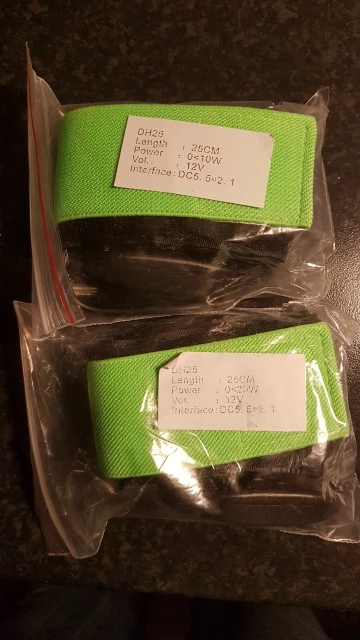 DH25
Length : 25CM
Power : 0<10W
Vol. : 12V
Interface:DC5.5*2.1
DH25
Length : 25CM
Power : 0<20W
Vol. : 12V
Interface:DC5.5*2.1